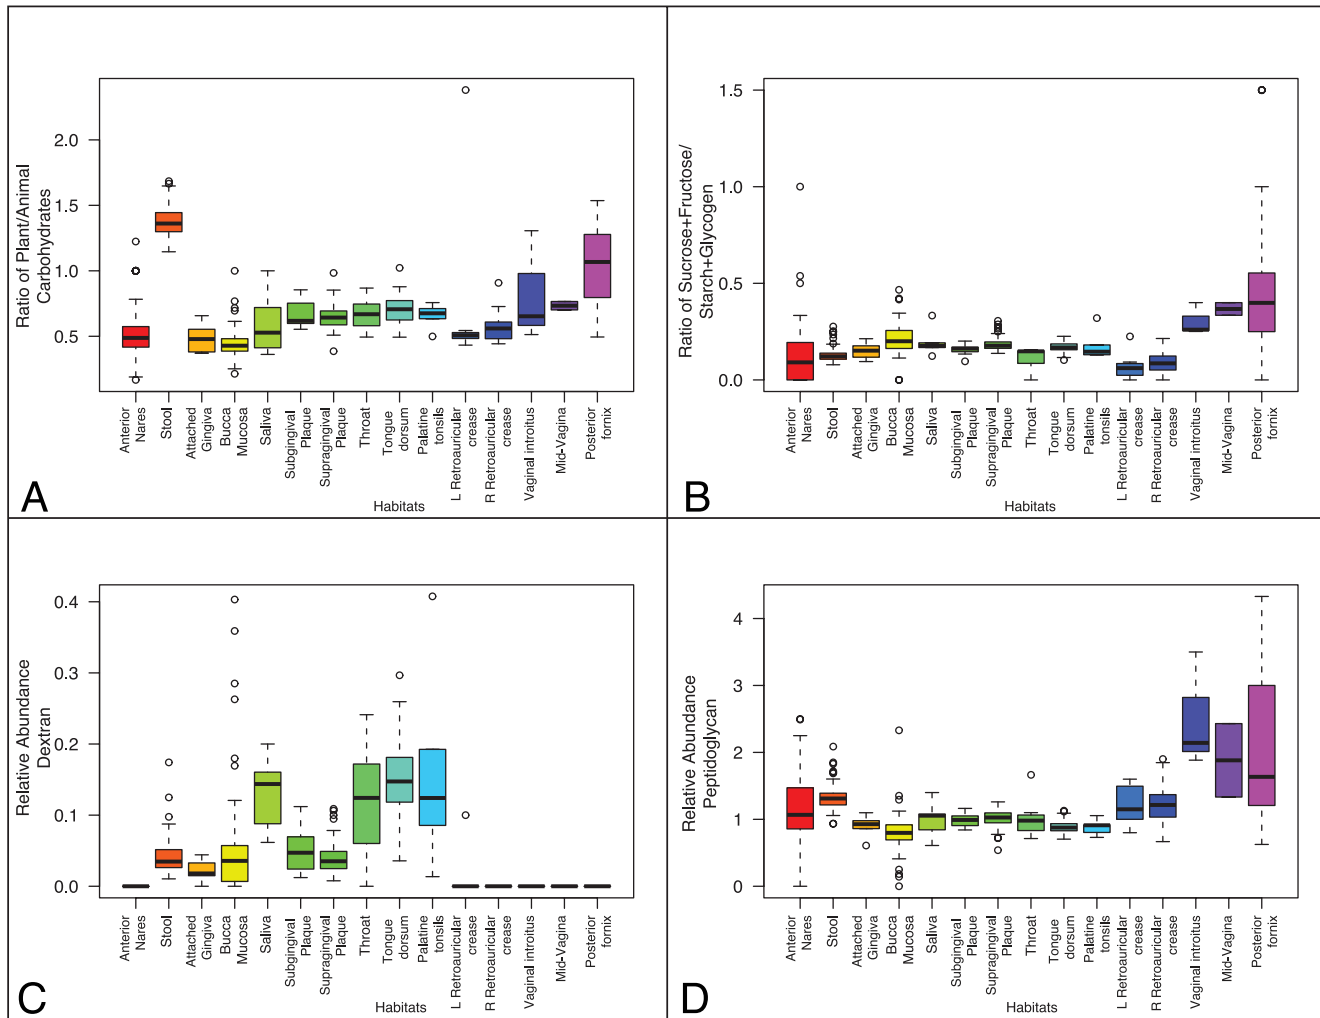 Ratio of Plant/Animal
Carbohydrates
2.0
1.5
1.0
0.5
Anterior
Nares
Stool
Attached
Gingiva
Bucca
Mucosa
Saliva
Subgingival
Plaque
Supragingival
Plaque
Throat
Tongue
dorsum
Palatine
tonsils
L Retroauricular
crease
R Retroauricular
crease
Vaginal introitus
Mid-Vagina
Posterior
fornix
Habitats
A
Ratio of Sucrose+Fructose/
Starch+Glycogen
1.5
1.0
0.5
0.0
Anterior
Nares
Stool
Attached
Gingiva
Bucca
Mucosa
Saliva
Subgingival
Plaque
Supragingival
Plaque
Throat
Tongue
dorsum
Palatine
tonsils
L Retroauricular
crease
R Retroauricular
crease
Vaginal introitus
Mid-Vagina
Posterior
fornix
Habitats
B
Relative Abundance
Dextran
0.4
0.3
0.2
0.1
0.0
Anterior
Nares
Stool
Attached
Gingiva
Bucca
Mucosa
Saliva
Subgingival
Plaque
Supragingival
Plaque
Throat
Tongue
dorsum
Palatine
tonsils
L Retroauricular
crease
R Retroauricular
crease
Vaginal introitus
Mid-Vagina
Posterior
fornix
Habitats
C
Relative Abundance
Peptidoglycan
4
3
2
1
0
Anterior
Nares
Stool
Attached
Gingiva
Bucca
Mucosa
Saliva
Subgingival
Plaque
Supragingival
Plaque
Throat
Tongue
dorsum
Palatine
tonsils
L Retroauricular
crease
R Retroauricular
crease
Vaginal introitus
Mid-Vagina
Posterior
fornix
Habitats
D